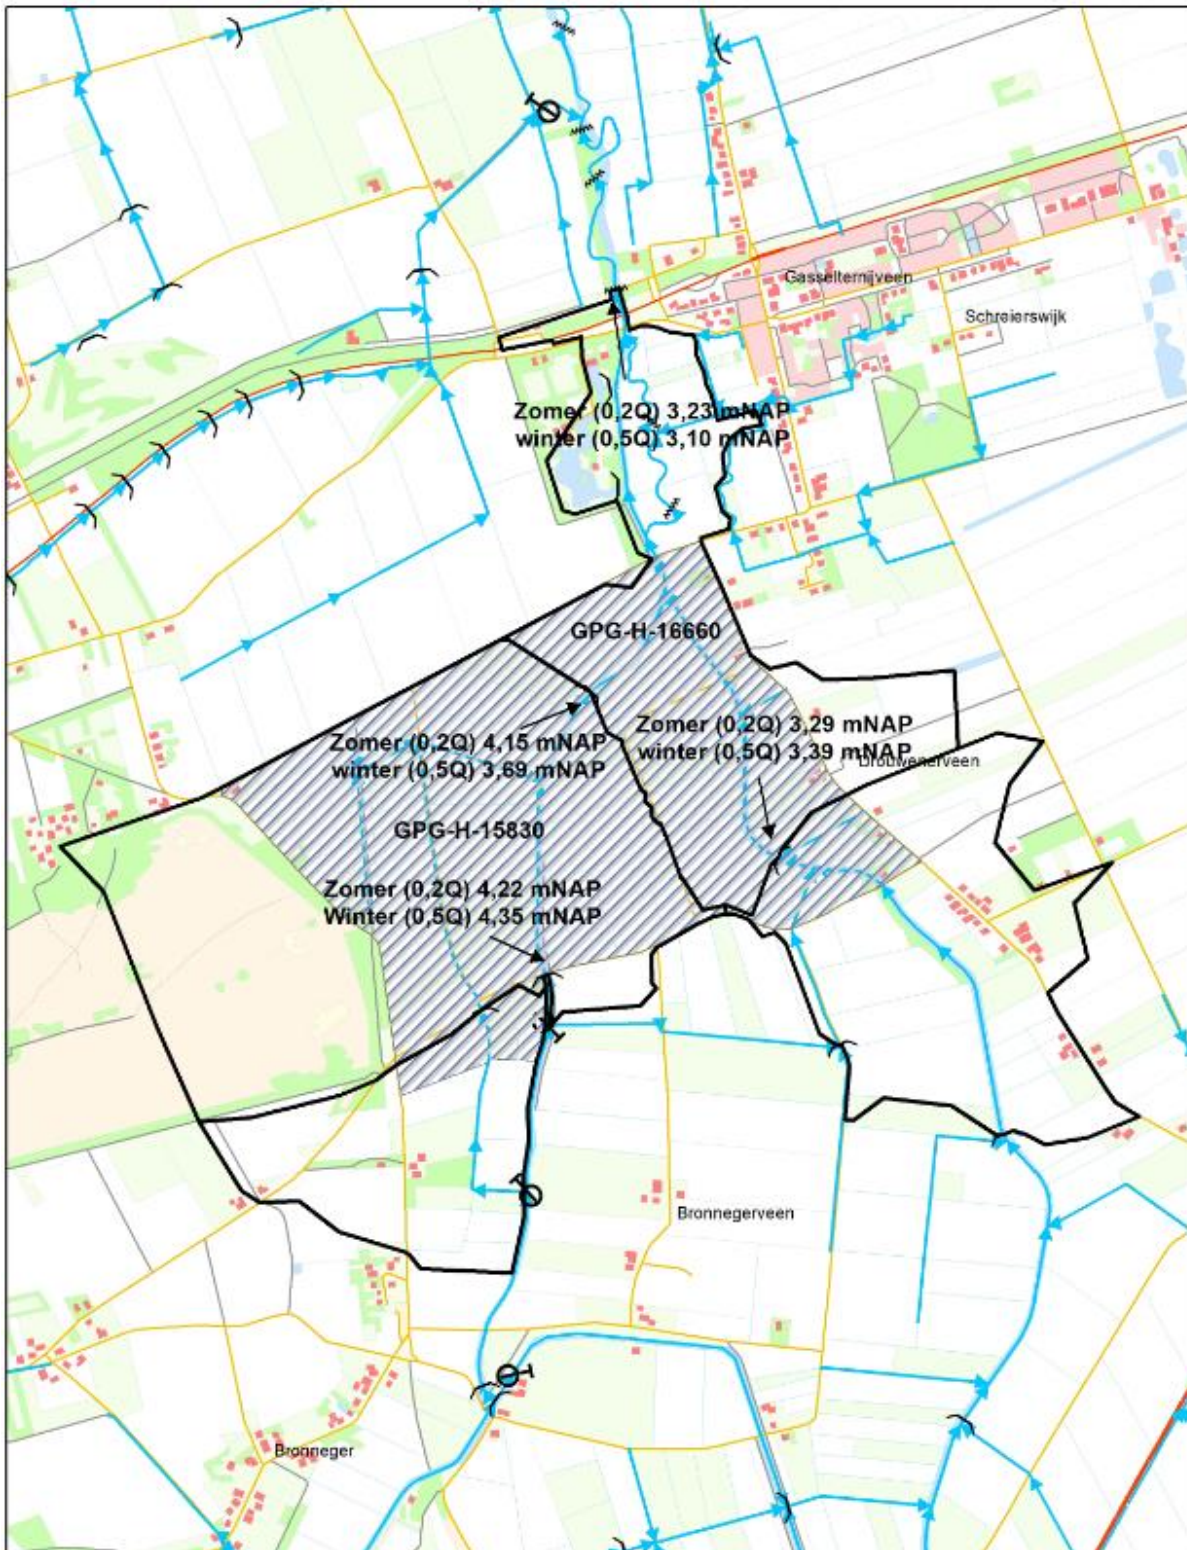 Gasselternijveen
Schreierswijk
Zomer (0,2Q) 3,23 mNAP
winter (0,5Q) 3,10 mNAP
GPG-H-16660
Zomer (0,2Q) 4,15 mNAP
winter (0,5Q) 3,69 mNAP
Zomer (0,2Q) 3,29 mNAP
winter (0,5Q) 3,39 mNAP
Drouwenerveen
GPG-H-15830
Zomer (0,2Q) 4,22 mNAP
Winter (0,5Q) 4,35 mNAP
Bronnegerveen
Bronneger